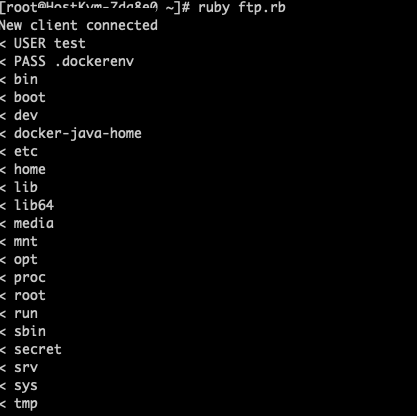 [root@HostKvm-7dq8e0 ~]# ruby ftp.rb
New client connected
< USER test
< PASS .dockerenv
< bin
< boot
< dev
< docker-java-home
< etc
< home
< lib
< lib64
< media
< mnt
< opt
< proc
< root
< run
< sbin
< secret
< srv
< sys
< tmp